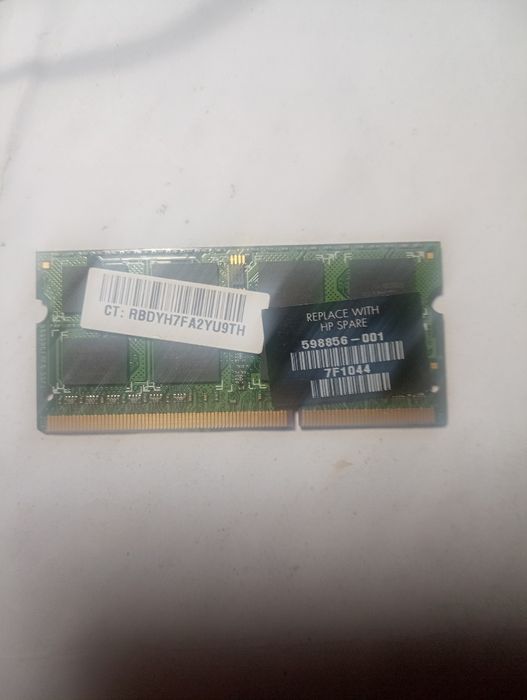 CT: RBDYH7FA2YU9TH
REPLACE WITH
HP SPARE
598856-001
7F1044